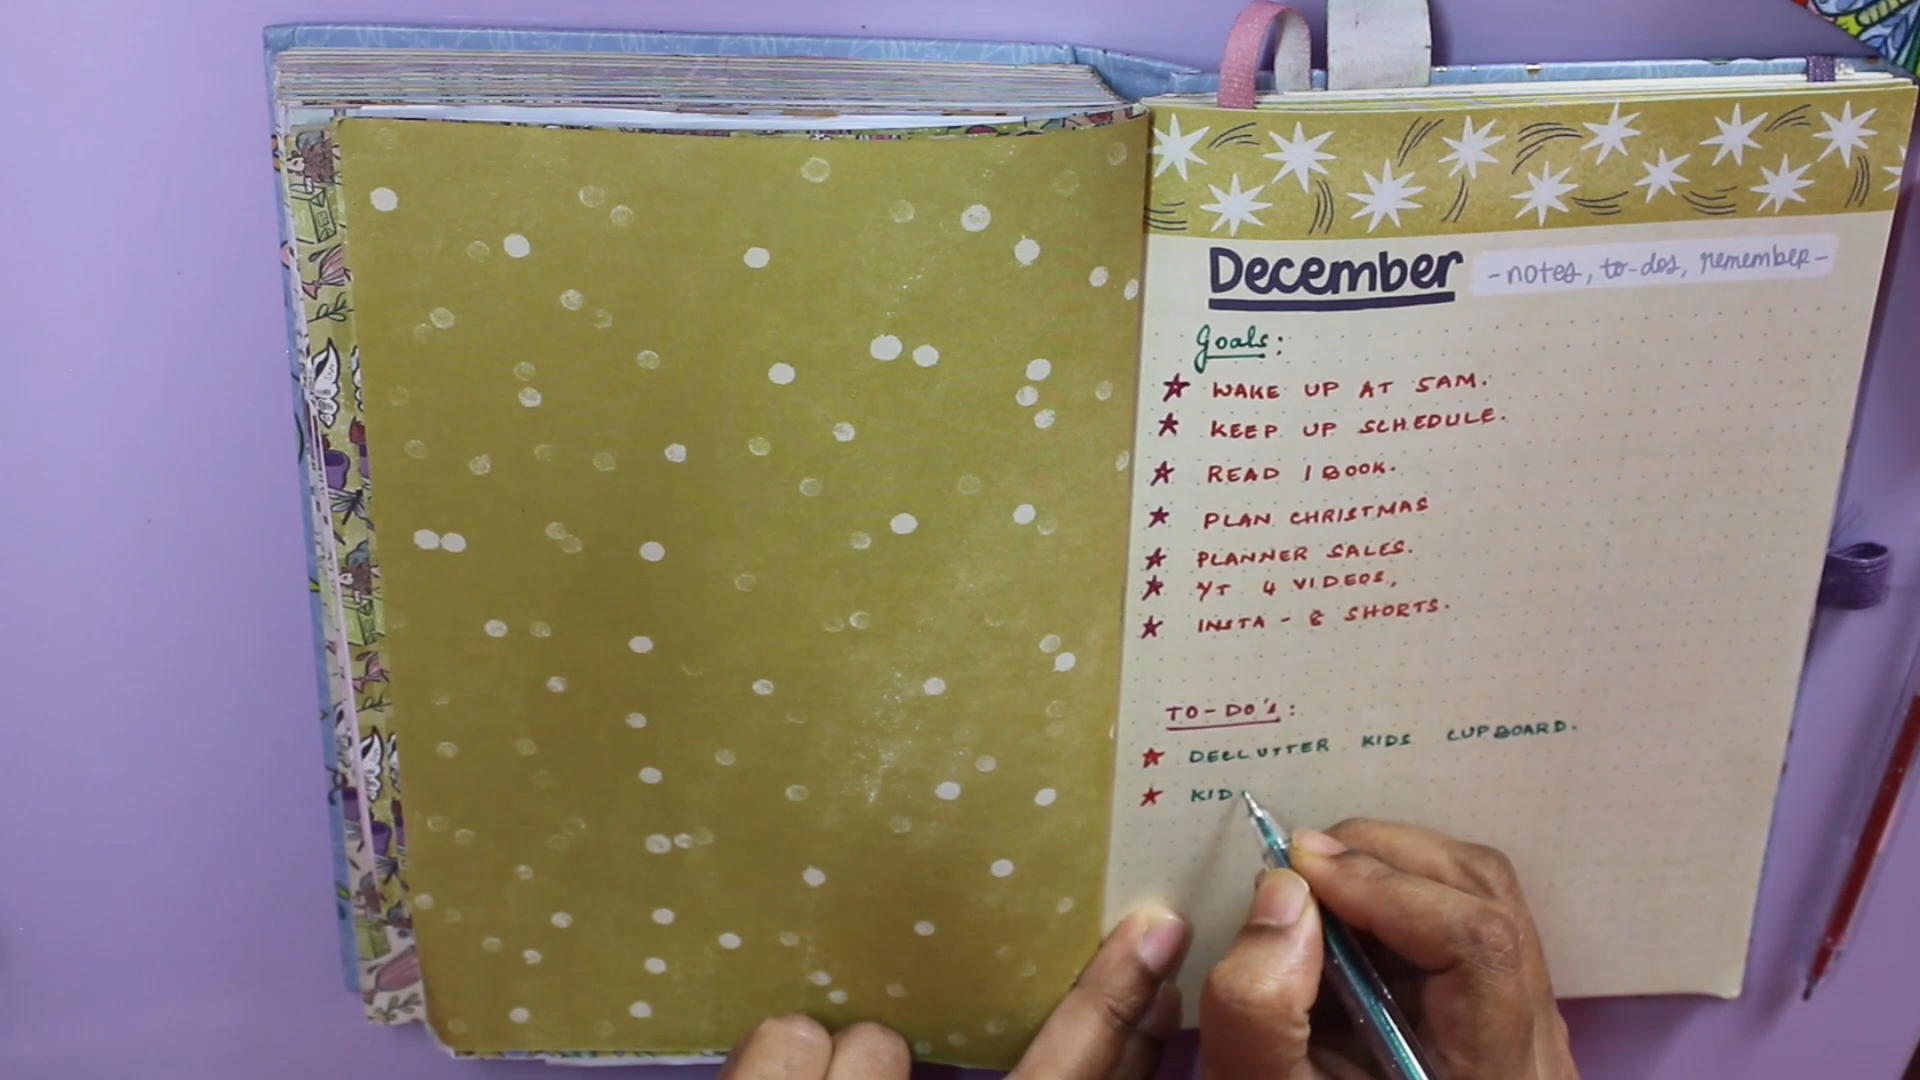 December -notes, to-dos, remember-
Goals:
WAKE UP AT 5AM.
KEEP UP SCHEDULE.
READ 1 BOOK.
PLAN CHRISTMAS
PLANNER SALES.
YT 4 VIDEOS,
INSTA - 8 SHORTS.
TO-DO's:
DECLUTTER KIDS CUPBOARD.
KIDS